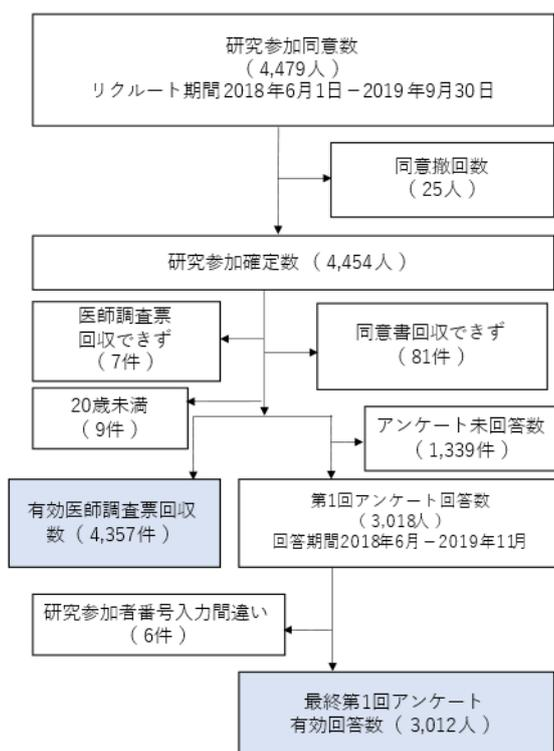 研究参加同意数
（ 4,479人 ）
リクルート期間2018年6月1日－2019年9月30日
同意撤回数
（ 25人 ）
研究参加確定数 （ 4,454人 ）
医師調査票
回収できず
（ 7件 ）
同意書回収できず
（ 81件 ）
20歳未満
（ 9件 ）
アンケート未回答数
（ 1,339件 ）
有効医師調査票回収
数（ 4,357件 ）
第1回アンケート回答数
（ 3,018人 ）
回答期間2018年6月－2019年11月
研究参加者番号入力間違い
（ 6件 ）
最終第1回アンケート
有効回答数（ 3,012人 ）